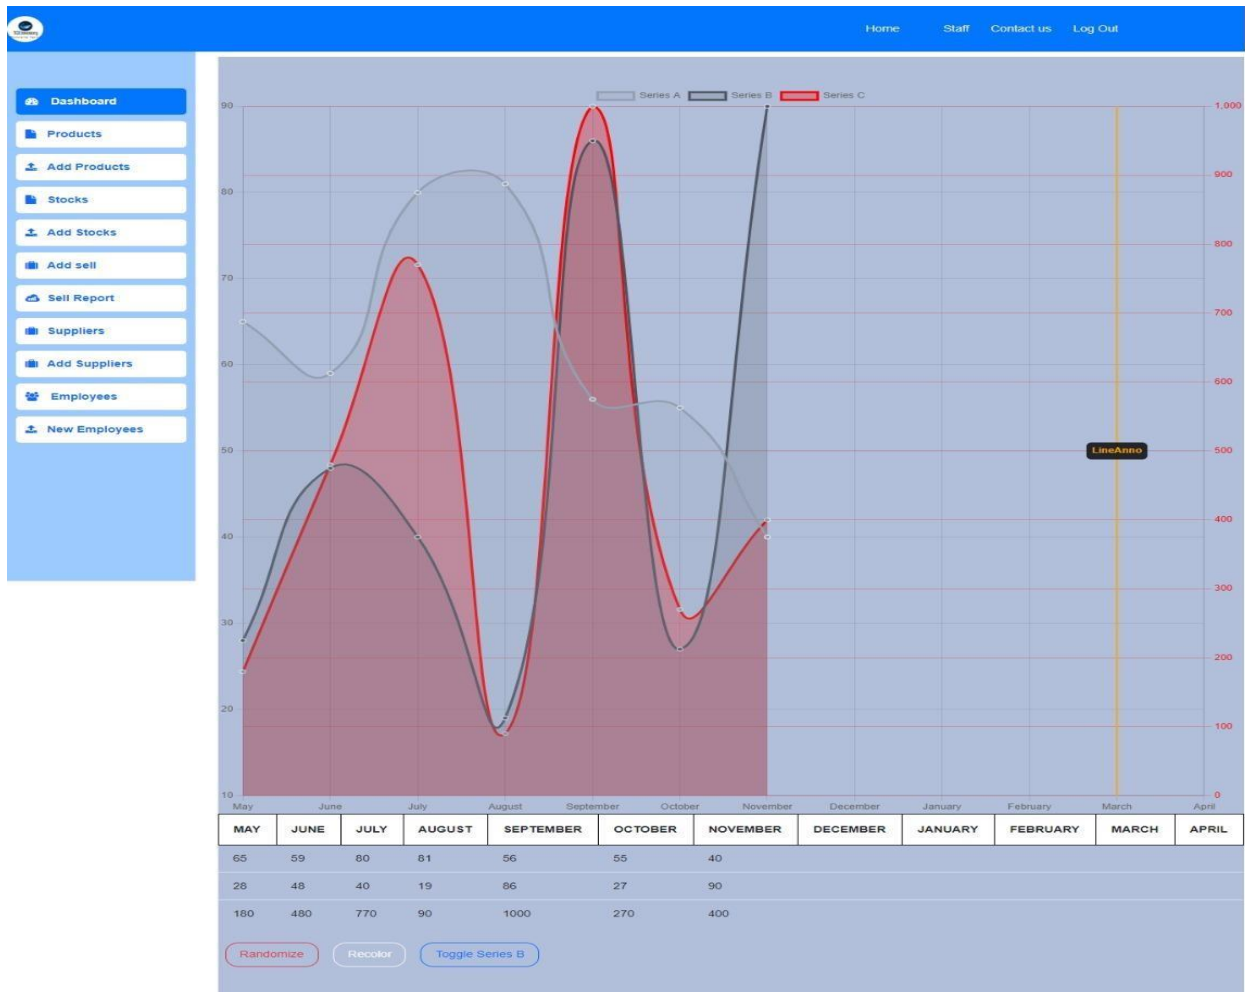 Home Staff Contact us Log Out
Dashboard
Products
Add Products
Stocks
Add Stocks
Add sell
Sell Report
Suppliers
Add Suppliers
Employees
New Employees
Series A Series B Series C
90 1,000
900
80
800
70
700
60
600
50 LineAnno 500
400
40
300
30
200
20
100
10 0
May June July August September October November December January February March April
MAY JUNE JULY AUGUST SEPTEMBER OCTOBER NOVEMBER DECEMBER JANUARY FEBRUARY MARCH APRIL
65 59 80 81 56 55 40
28 48 40 19 86 27 90
180 480 770 90 1000 270 400
Randomize Recolor Toggle Series B